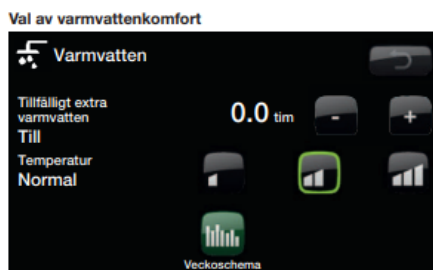 Val av varmvattenkomfort
Varmvatten
Tillfälligt extra
varmvatten
Till
0.0 tim
-
+
Temperatur
Normal
Veckoschema